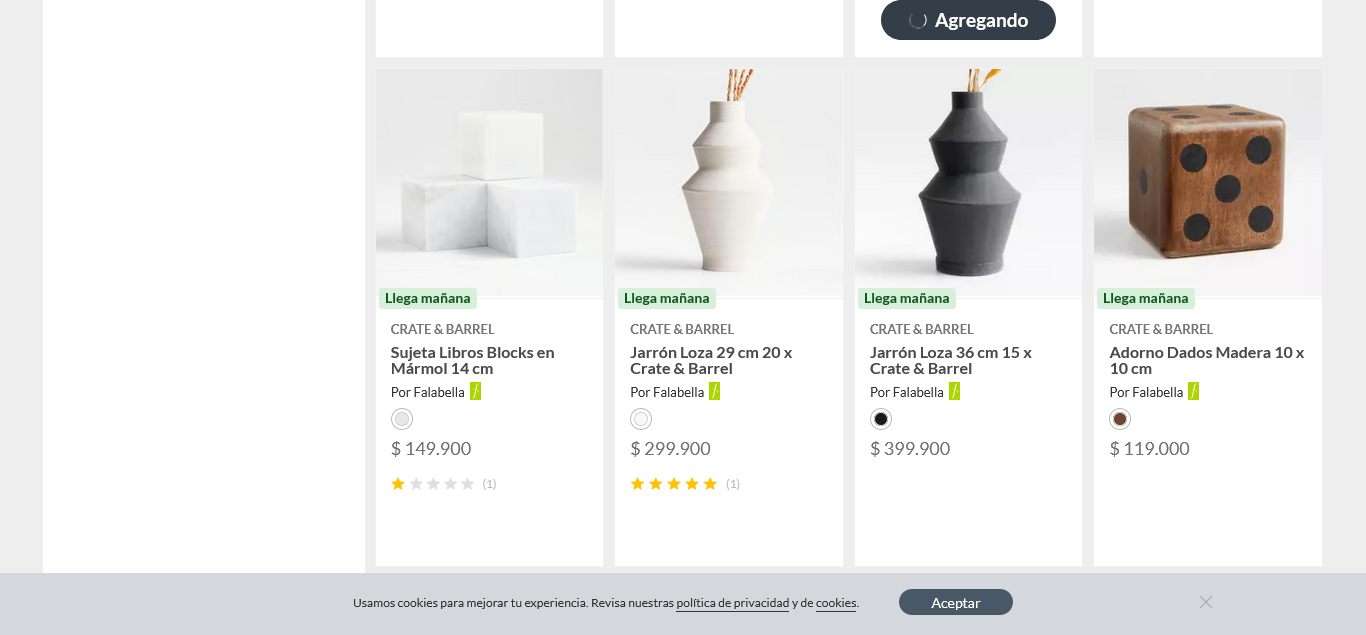 Agregando
Llega mañana
CRATE & BARREL
Sujeta Libros Blocks en
Mármol 14 cm
Por Falabella
$ 149.900
(1)
Llega mañana
CRATE & BARREL
Jarrón Loza 29 cm 20 x
Crate & Barrel
Por Falabella
$ 299.900
(1)
Llega mañana
CRATE & BARREL
Jarrón Loza 36 cm 15 x
Crate & Barrel
Por Falabella
$ 399.900
Llega mañana
CRATE & BARREL
Adorno Dados Madera 10 x
10 cm
Por Falabella
$ 119.000
Usamos cookies para mejorar tu experiencia. Revisa nuestras política de privacidad y de cookies.
Aceptar